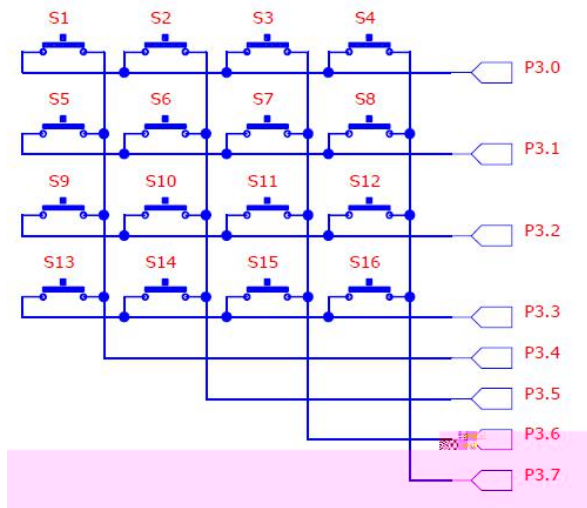 S1 S2 S3 S4
P3.0
S5 S6 S7 S8
P3.1
S9 S10 S11 S12
P3.2
S13 S14 S15 S16
P3.3
P3.4
P3.5
P3.6
P3.7